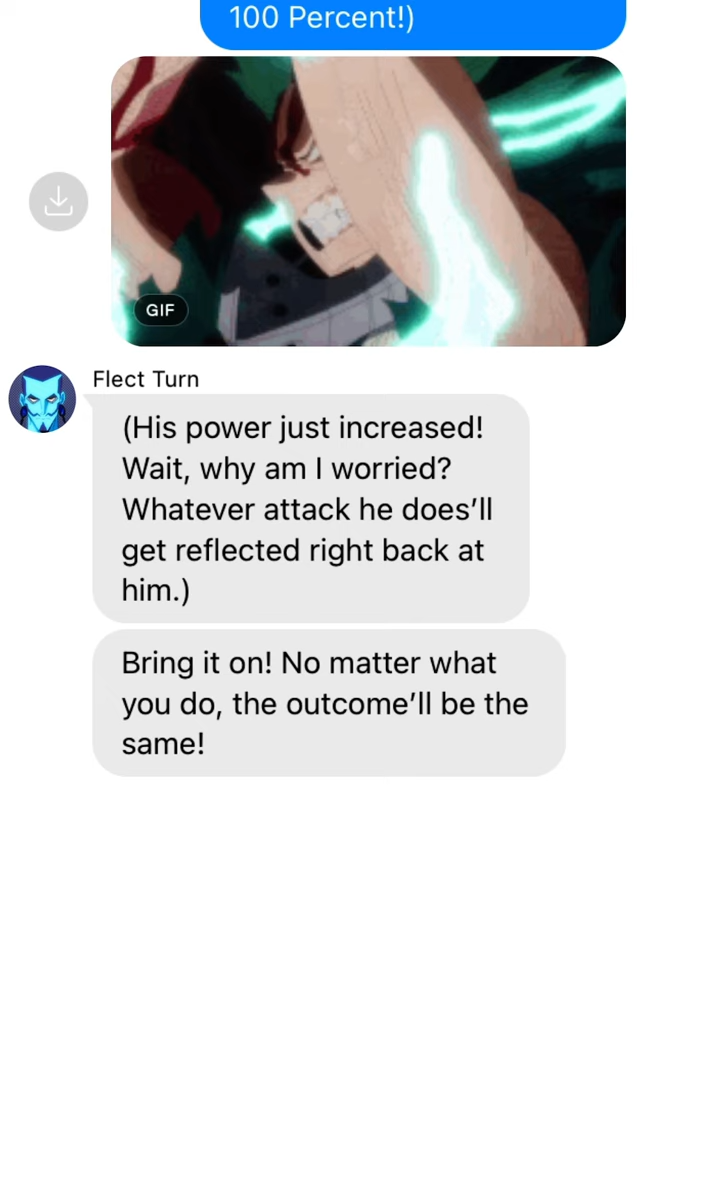 100 Percent!)
GIF
Flect Turn
(His power just increased!
Wait, why am I worried?
Whatever attack he does’ll
get reflected right back at
him.)
Bring it on! No matter what
you do, the outcome’ll be the
same!